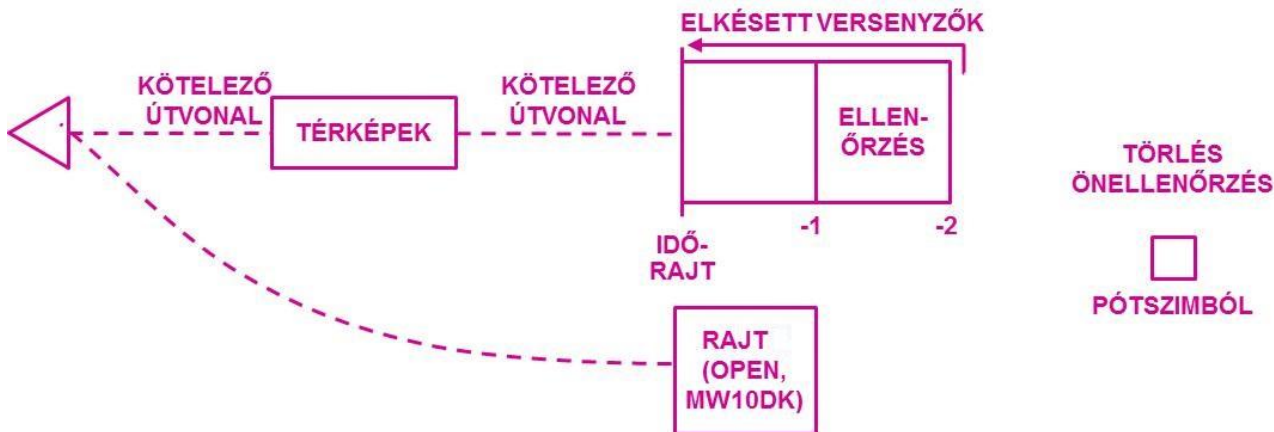 ELKÉSETT VERSENYZŐK
KÖTELEZŐ
ÚTVONAL
TÉRKÉPEK
KÖTELEZŐ
ÚTVONAL
ELLEN-
ŐRZÉS
TÖRLÉS
ÖNELLENŐRZÉS
-1
-2
IDŐ-
RAJT
PÓTSZIMBÓL
RAJT
(OPEN,
MW10DK)